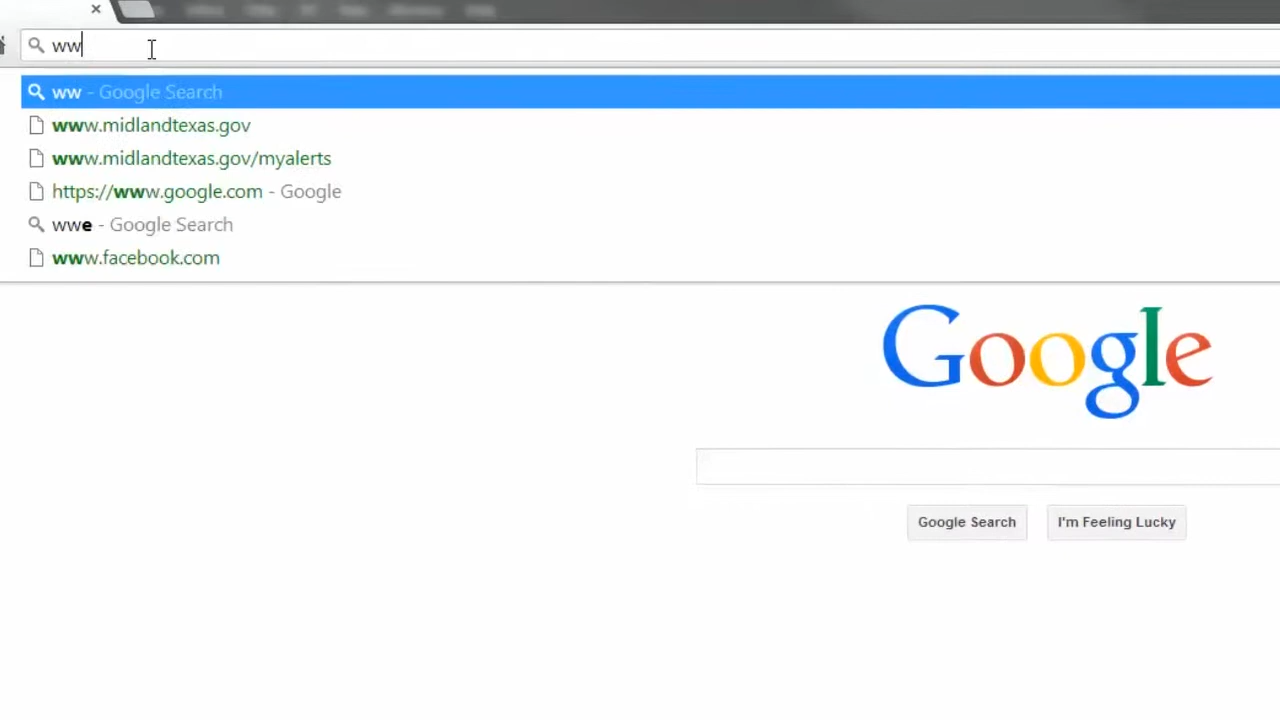 ww
ww - Google Search
www.midlandtexas.gov
www.midlandtexas.gov/myalerts
https://www.google.com - Google
wwe - Google Search
www.facebook.com
Google
Google Search I'm Feeling Lucky